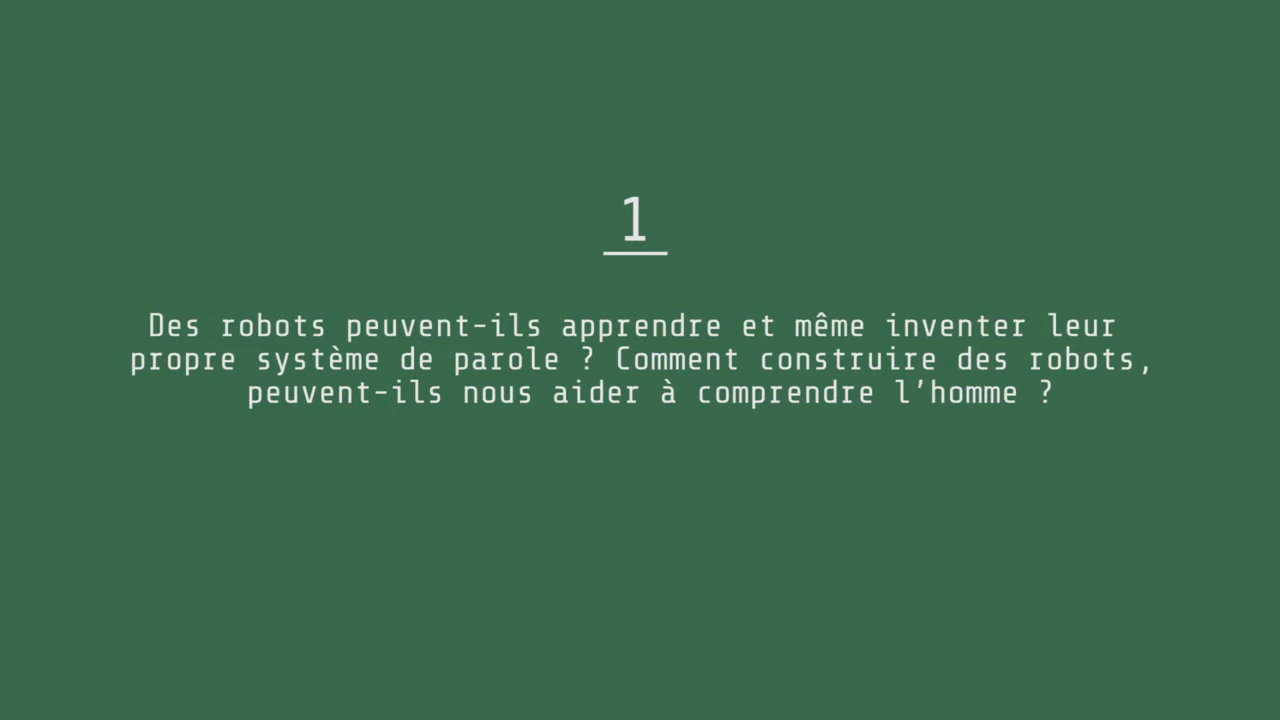 1
Des robots peuvent-ils apprendre et même inventer leur
propre système de parole ? Comment construire des robots,
peuvent-ils nous aider à comprendre l’homme ?